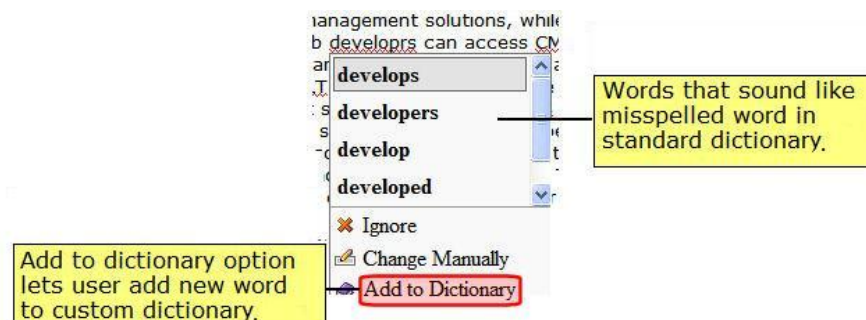 management solutions, while
b developrs can access CM
develops
developers
develop
developed
Words that sound like
misspelled word in
standard dictionary.
Ignore
Change Manually
Add to Dictionary
Add to dictionary option
lets user add new word
to custom dictionary.